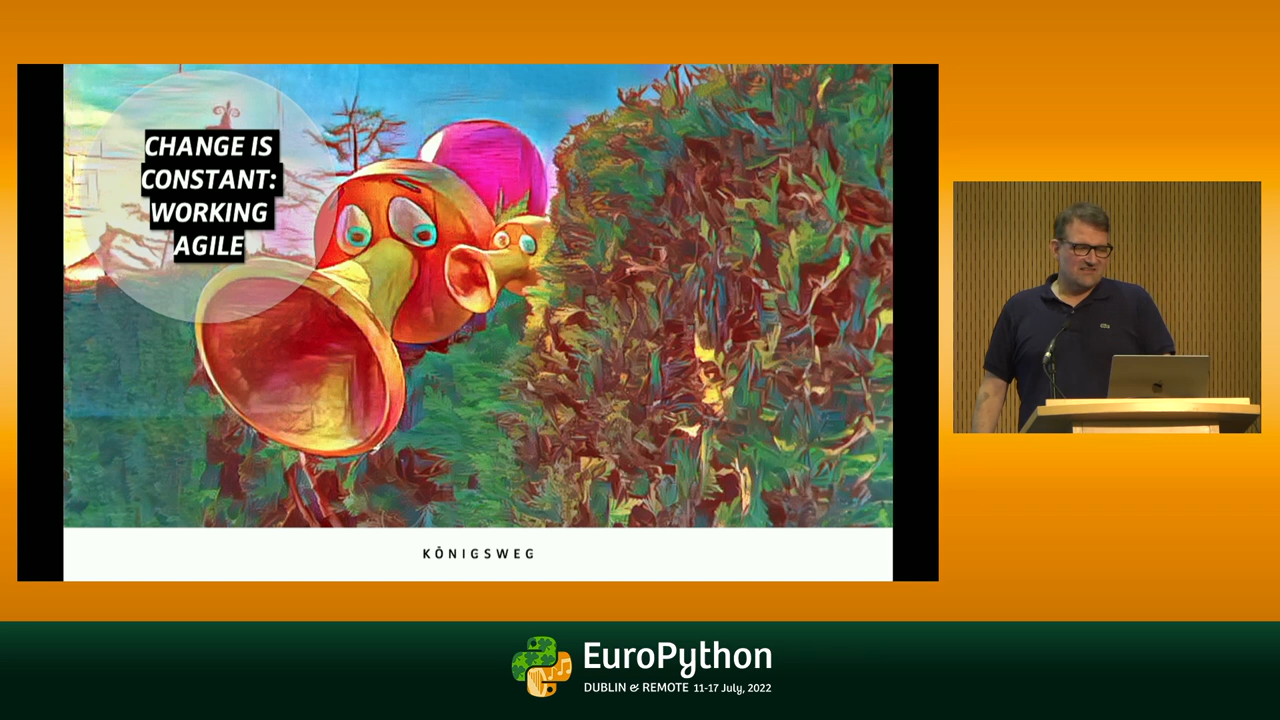 CHANGE IS
CONSTANT:
WORKING
AGILE
KÖNIGSWEG
EuroPython
DUBLIN & REMOTE 11-17 July, 2022